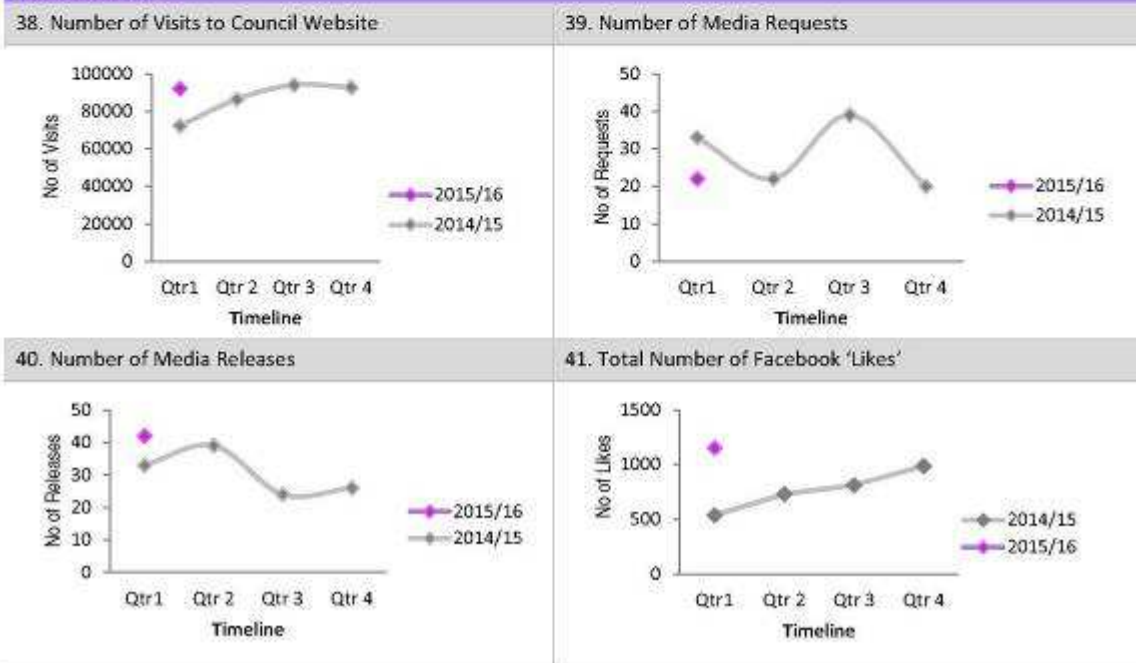 38. Number of Visits to Council Website
100000
80000
60000
40000
20000
0
No of Visits
Qtr1 Qtr 2 Qtr 3 Qtr 4
Timeline
2015/16
2014/15
39. Number of Media Requests
50
40
30
20
10
0
No of Requests
Qtr1 Qtr 2 Qtr 3 Qtr 4
Timeline
2015/16
2014/15
40. Number of Media Releases
50
40
30
20
10
0
No of Releases
Qtr1 Qtr 2 Qtr 3 Qtr 4
Timeline
2015/16
2014/15
41. Total Number of Facebook ‘Likes’
1500
1000
500
0
No of Likes
Qtr1 Qtr 2 Qtr 3 Qtr 4
Timeline
2014/15
2015/16